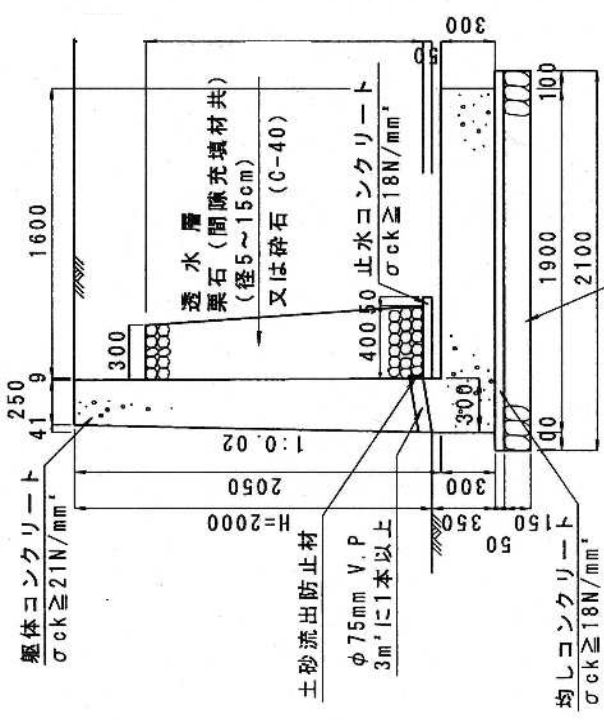 躯体コンクリート
σck≧21N/mm²
250
41
9
1600
300
透水層
栗石（間隙充填材共）
（径5～15cm）
又は砕石（C-40）
50
300
1:0.02
2050
H=2000
土砂流出防止材
φ75mm V.P
3m²に1本以上
400
50
止水コンクリート
σck≧18N/mm²
300
300
350
50
150
100
1900
2100
均しコンクリート
σck≧18N/mm²